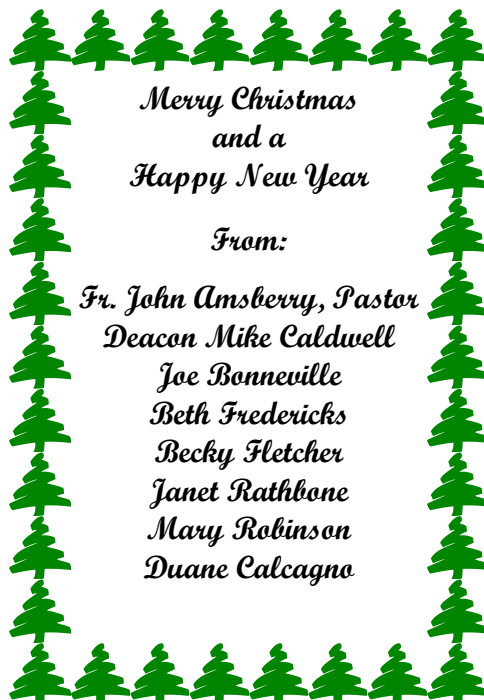 Merry Christmas
and a
Happy New Year
From:
Fr. John Amsberry, Pastor
Deacon Mike Caldwell
Joe Bonneville
Beth Fredericks
Becky Fletcher
Janet Rathbone
Mary Robinson
Duane Calcagno